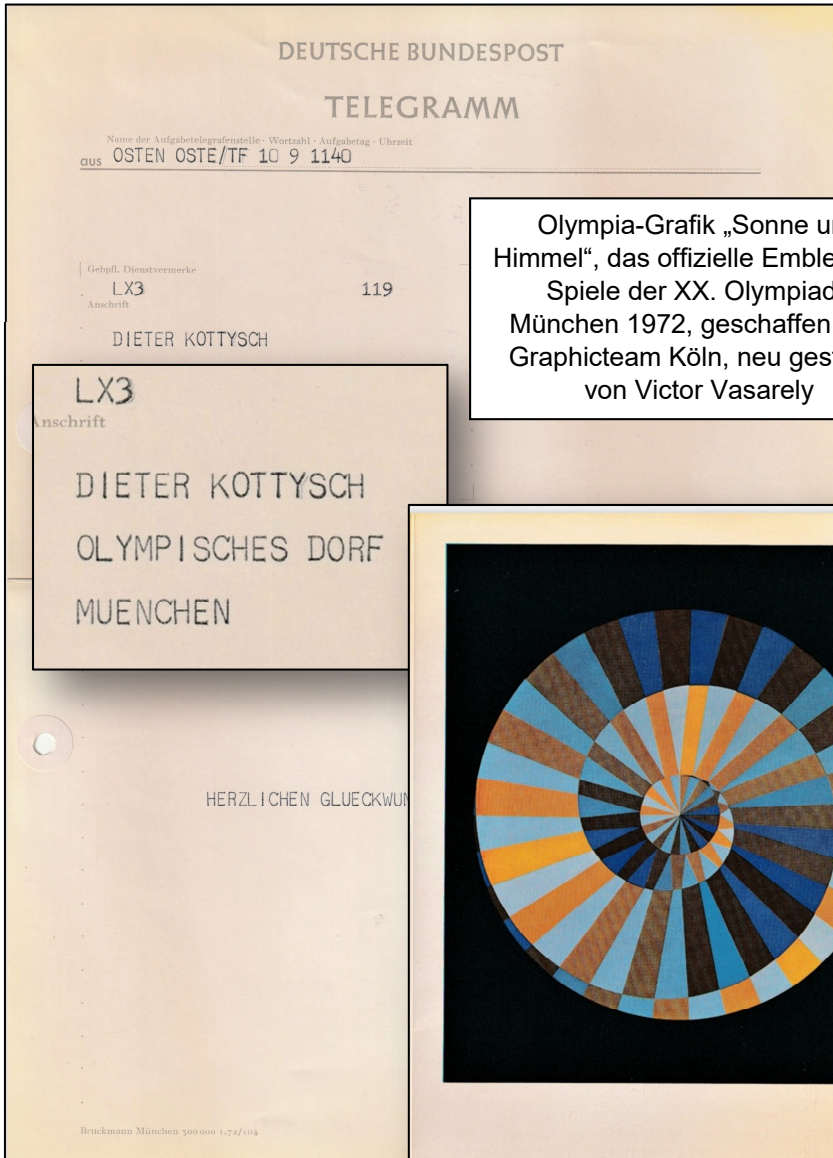 DEUTSCHE BUNDESPOST
TELEGRAMM
Name der Aufgabetelegrafenstelle · Wortzahl · Aufgabetag · Uhrzeit
aus OSTEN OSTE/TF 10 9 1140
Gebpfl. Dienstvermerke
LX3 119
Anschrift
DIETER KOTTYSCH
Olympia-Grafik „Sonne u
Himmel“, das offizielle Emble
Spiele der XX. Olympiad
München 1972, geschaffen
Graphicteam Köln, neu gest
von Victor Vasarely
LX3
Anschrift
DIETER KOTTYSCH
OLYMPISCHES DORF
MUENCHEN
HERZLICHEN GLUECKWUN
Bruckmann München 500 000 1.72/104